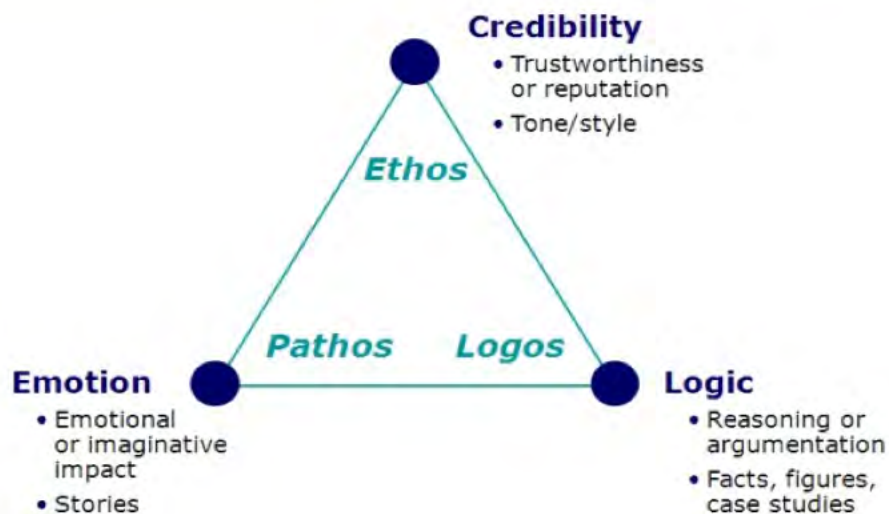 Credibility
• Trustworthiness
or reputation
• Tone/style
Ethos
Pathos
Logos
Emotion
• Emotional
or imaginative
impact
• Stories
Logic
• Reasoning or
argumentation
• Facts, figures,
case studies